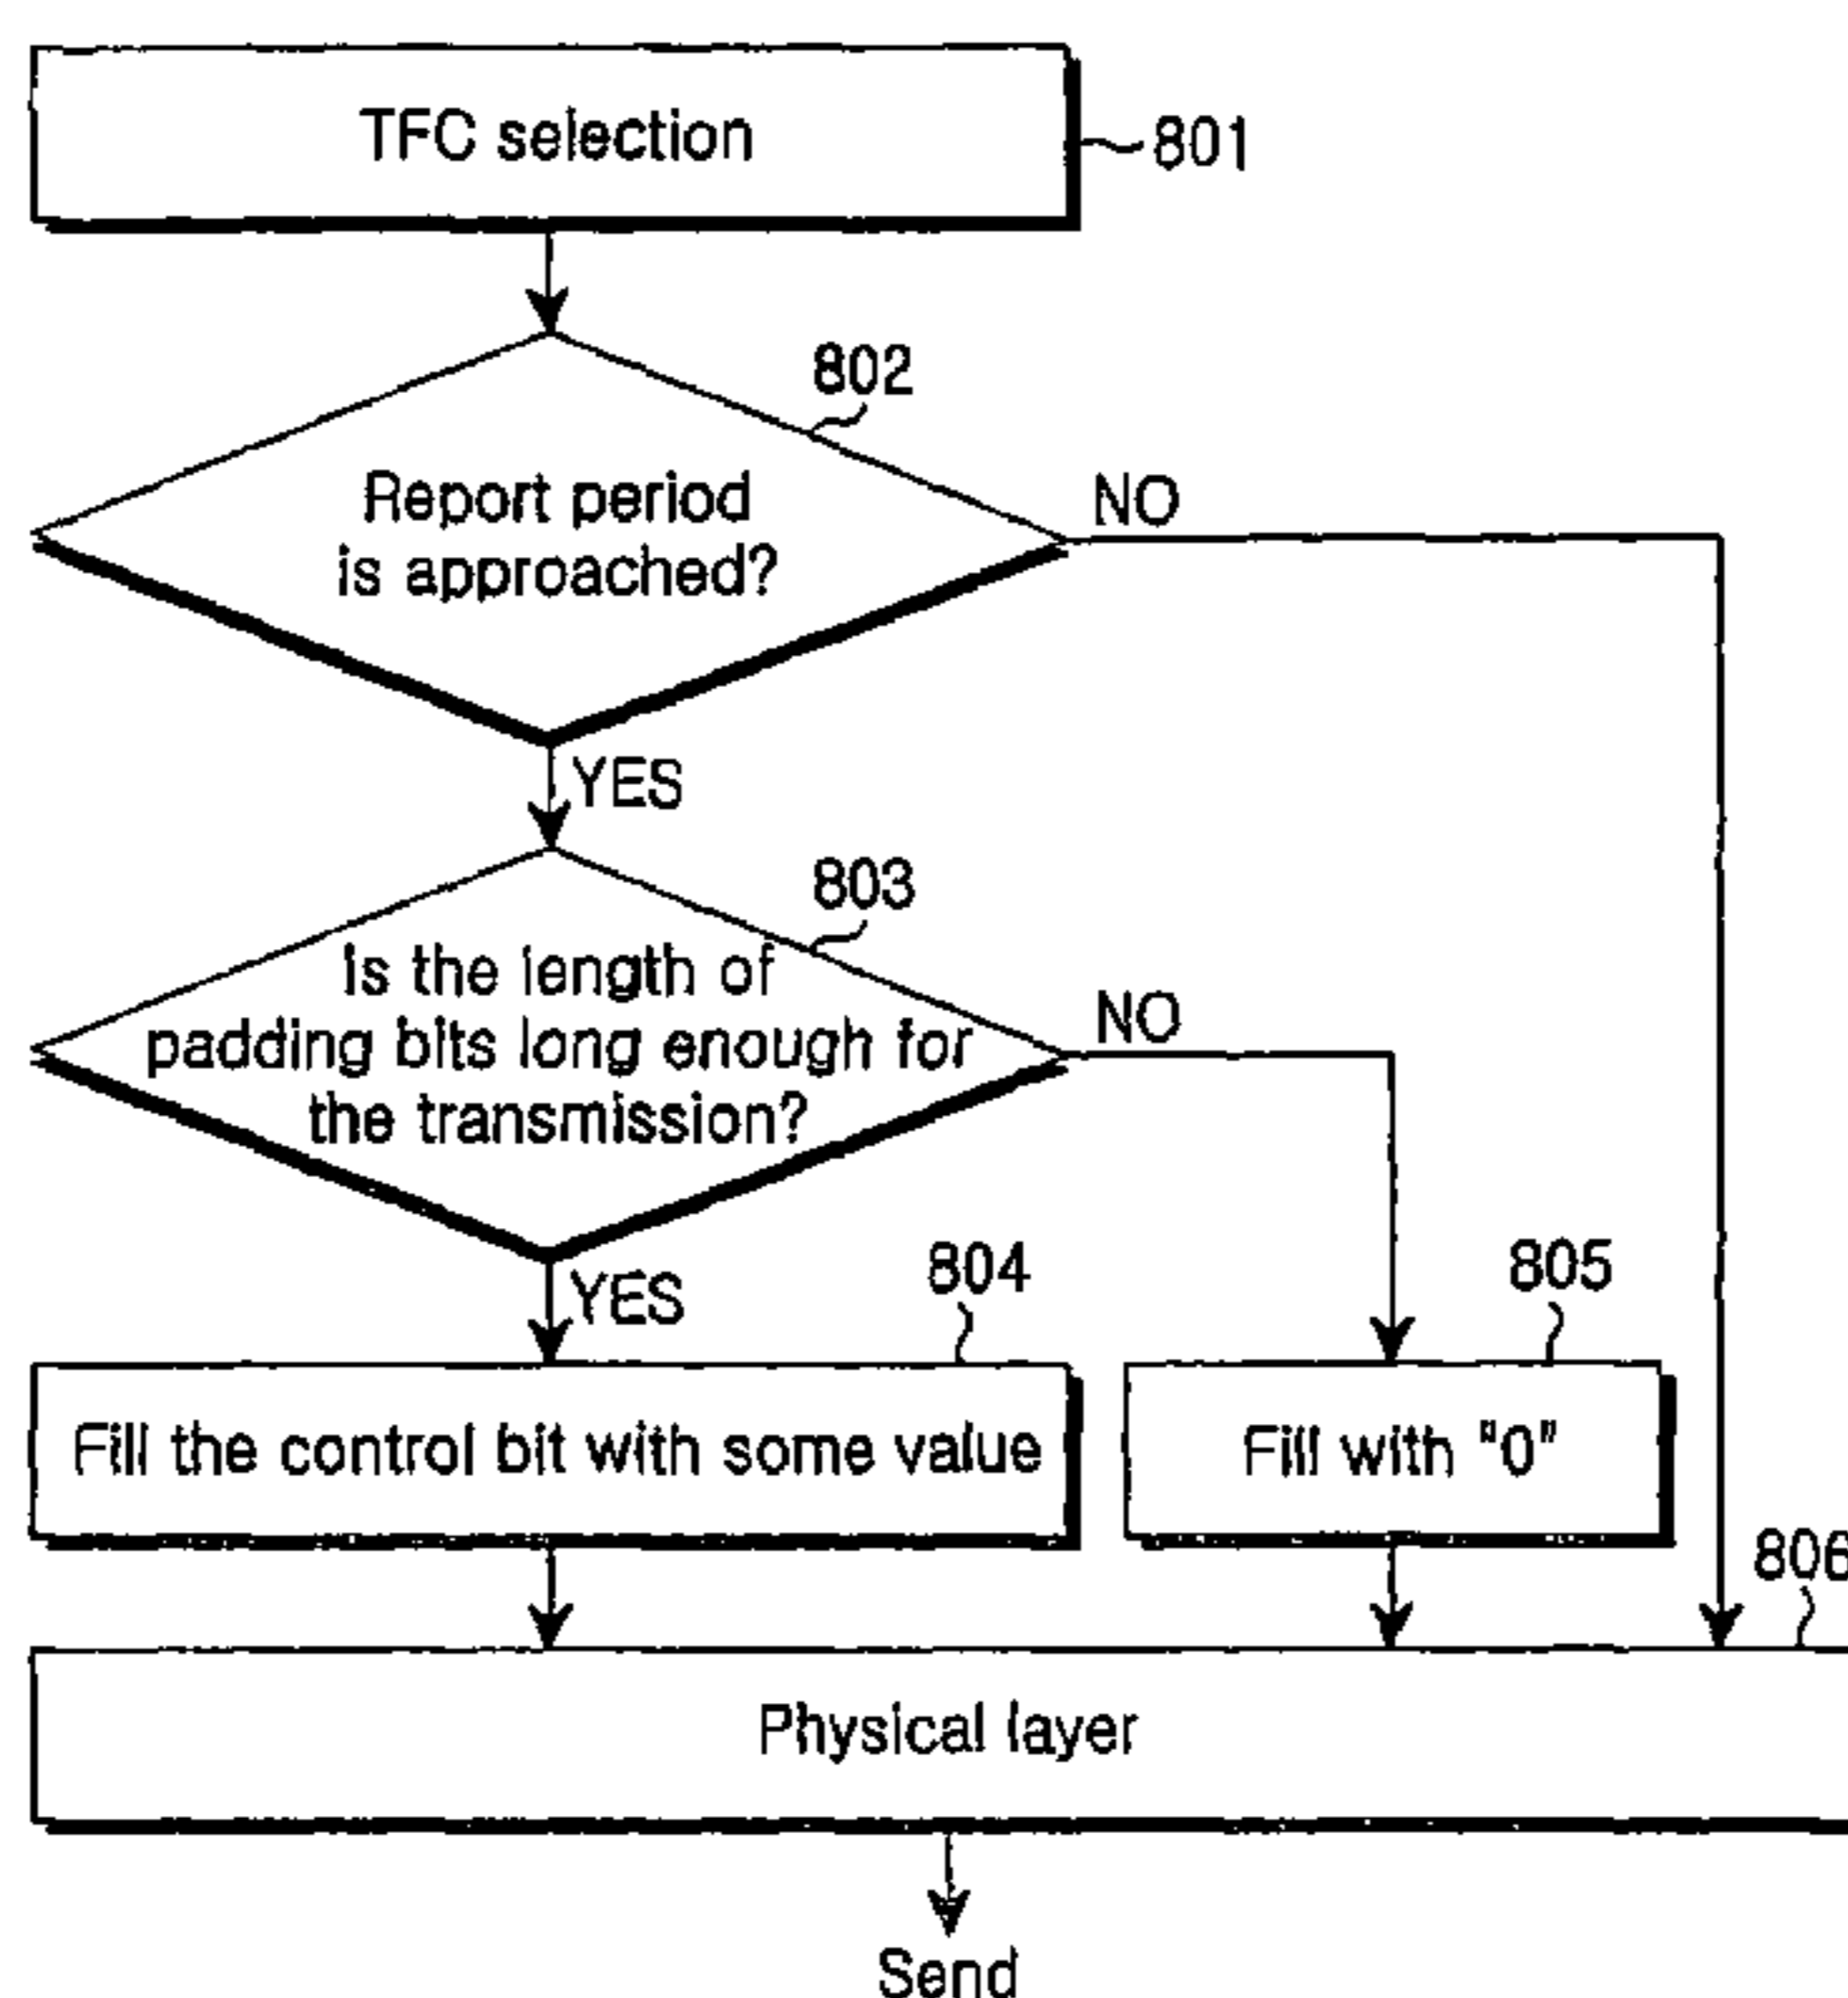 TFC selection
801
802
Report period
is approached?
NO
YES
803
Is the length of
padding bits long enough for
the transmission?
NO
YES
804
805
Fill the control bit with some value
Fill with "0"
806
Physical layer
Send